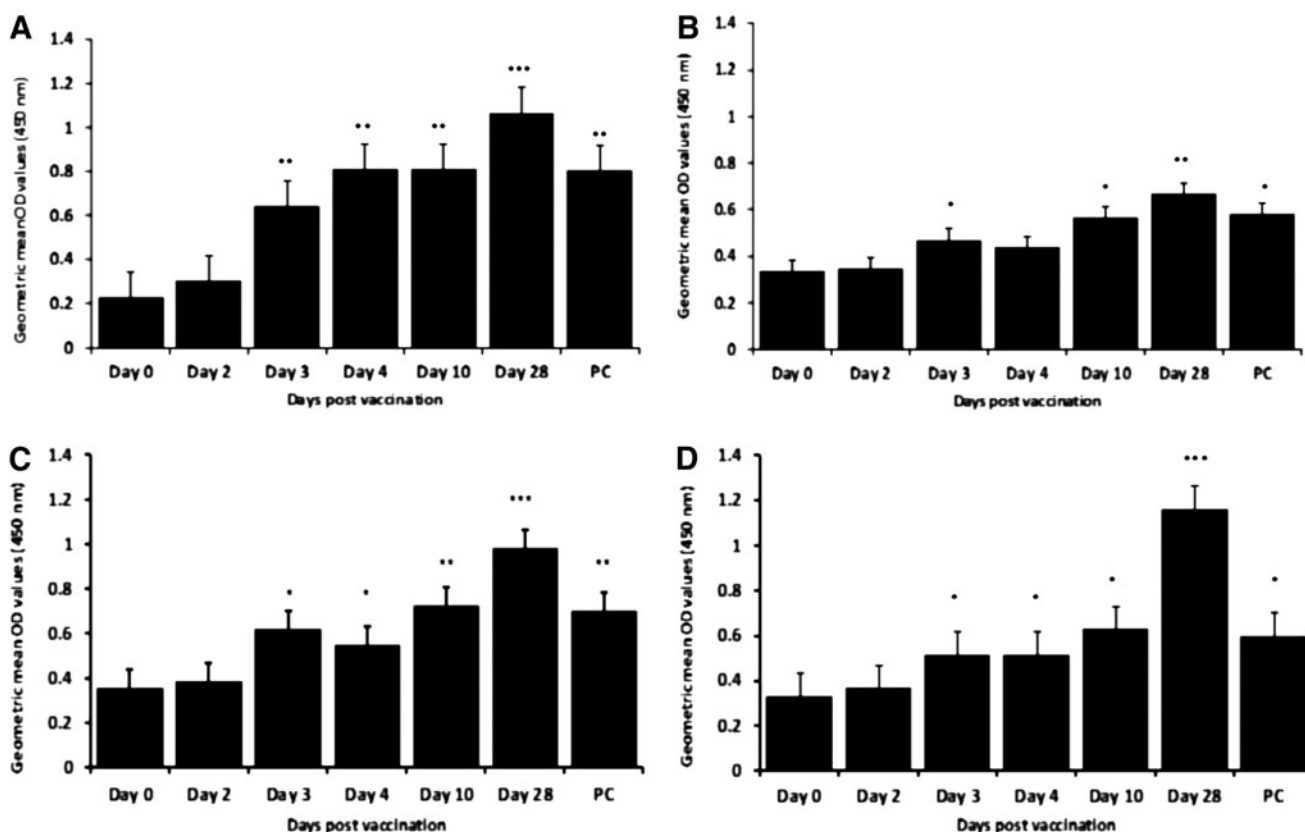 A
Geometric mean OD values (450 nm)
1.4
1.2
1
0.8
0.6
0.4
0.2
0
•• •• •• ••• ••
Day 0 Day 2 Day 3 Day 4 Day 10 Day 28 PC
Days post vaccination
B
Geometric mean OD values (450 nm)
1.4
1.2
1
0.8
0.6
0.4
0.2
0
• • •• •
Day 0 Day 2 Day 3 Day 4 Day 10 Day 28 PC
Days post vaccination
C
Geometric mean OD values (450 nm)
1.4
1.2
1
0.8
0.6
0.4
0.2
0
* * ** *** **
Day 0 Day 2 Day 3 Day 4 Day 10 Day 28 PC
Days post vaccination
D
Geometric mean OD values (450 nm)
1.4
1.2
1
0.8
0.6
0.4
0.2
0
• • • ••• •
Day 0 Day 2 Day 3 Day 4 Day 10 Day 28 PC
Days post vaccination